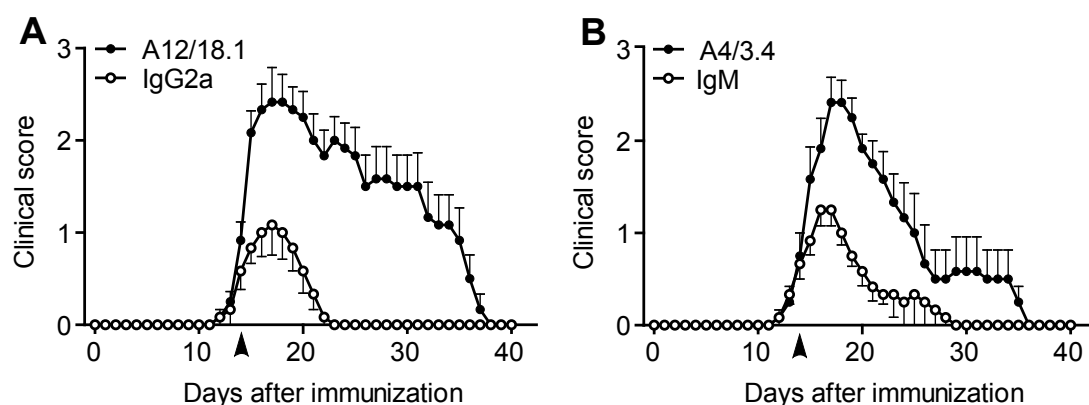 A
3
A12/18.1
IgG2a
2
Clinical score
1
0
0
10
20
30
40
Days after immunization
B
3
A4/3.4
IgM
2
Clinical score
1
0
0
10
20
30
40
Days after immunization